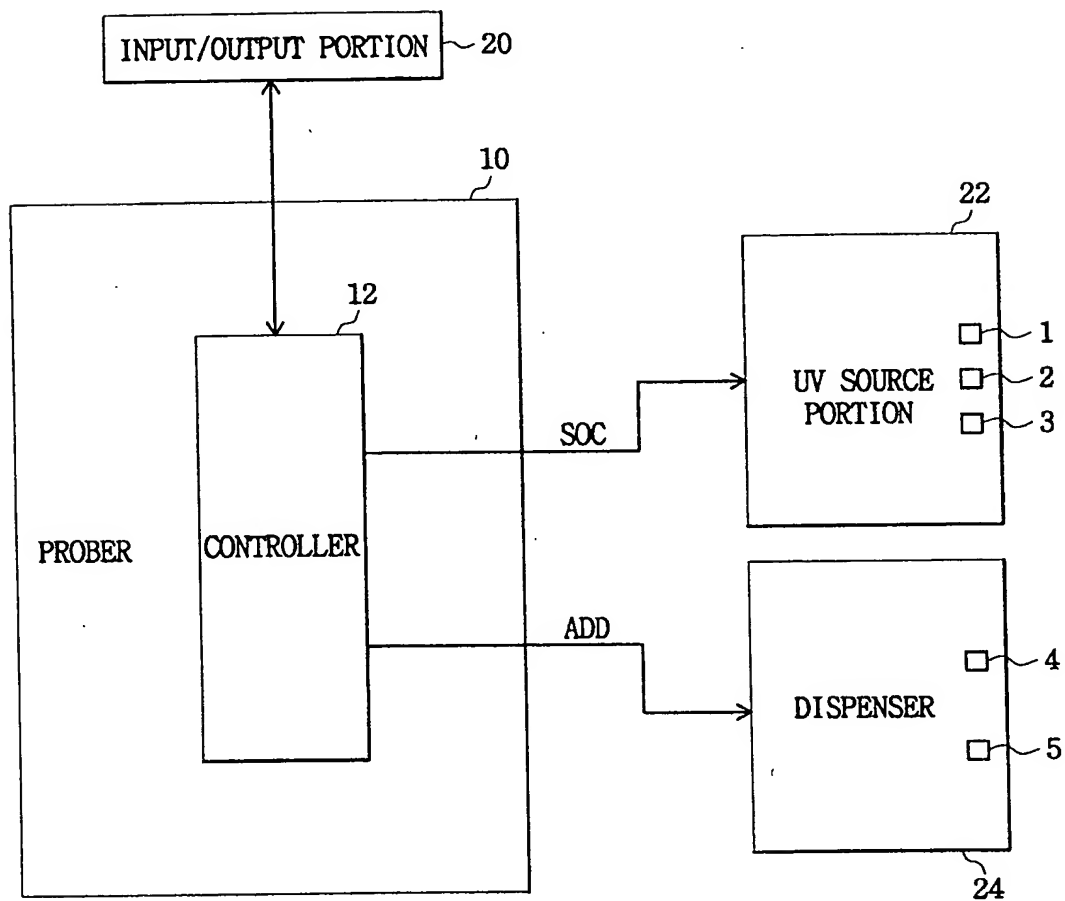 INPUT/OUTPUT PORTION
20
10
22
12
1
UV SOURCE
PORTION
2
3
SOC
PROBER
CONTROLLER
ADD
4
DISPENSER
5
24